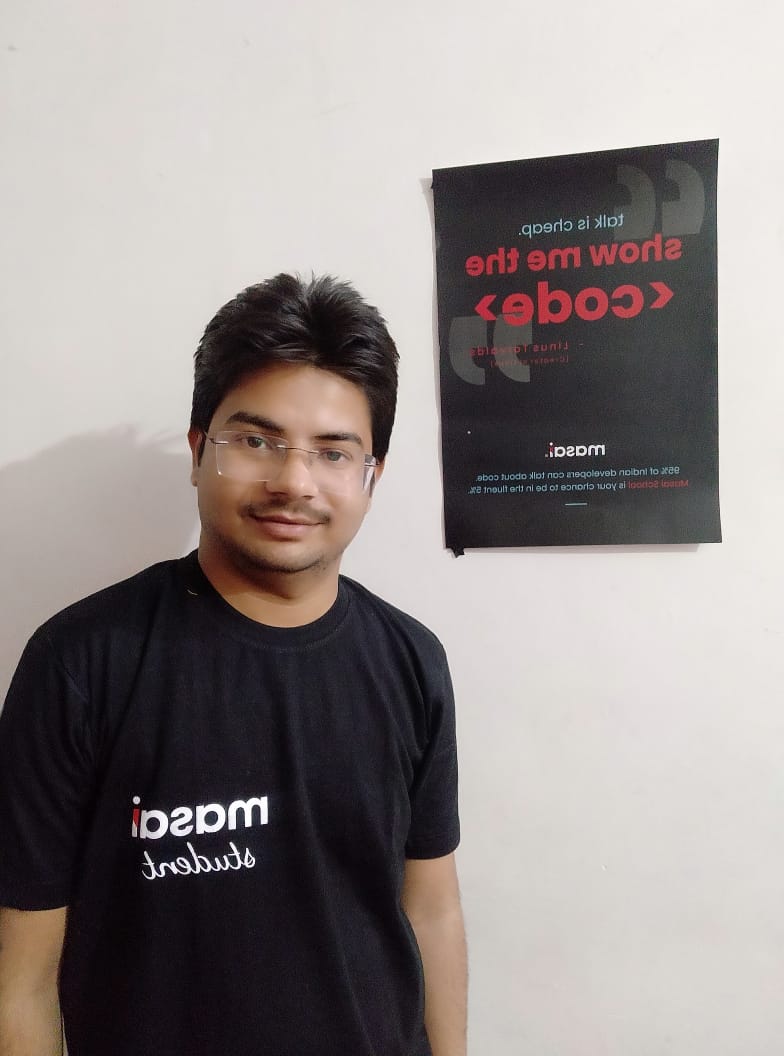 talk is cheap.
show me the
<code>
- Linus Torvalds
masai.
95% of Indian developers can talk about code.
Masai School is your chance to be in the fluent 5%.
masai
student